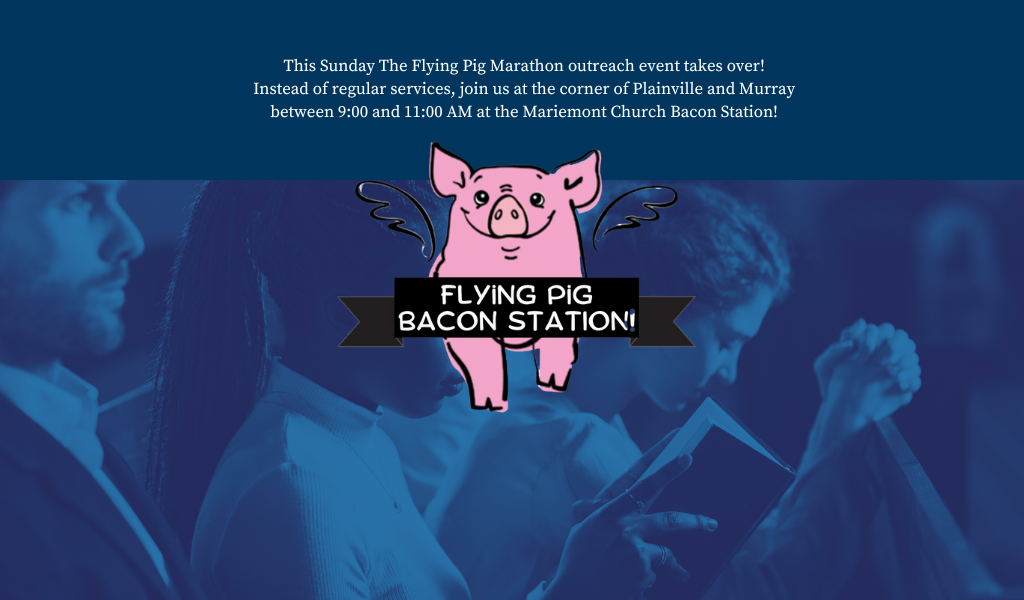 This Sunday The Flying Pig Marathon outreach event takes over!
Instead of regular services, join us at the corner of Plainville and Murray
between 9:00 and 11:00 AM at the Mariemont Church Bacon Station!
FLYING PIG
BACON STATION!